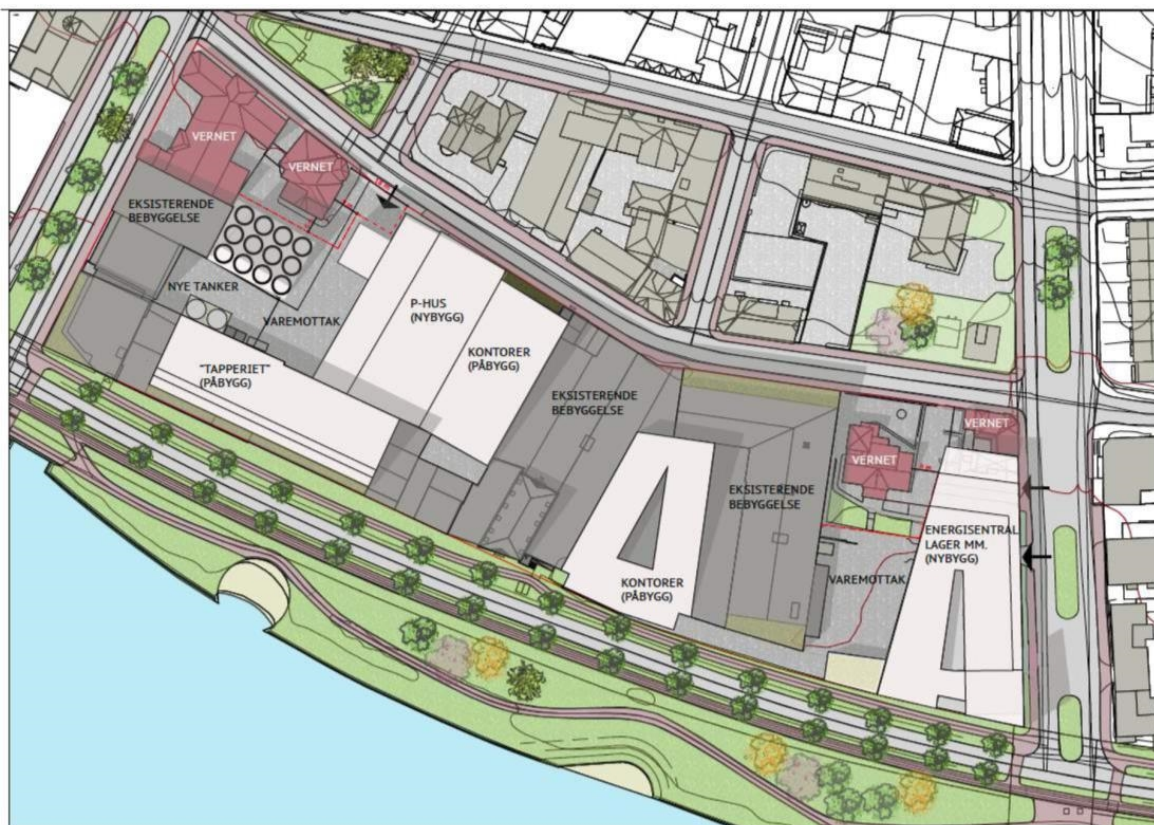 VERNET
VERNET
EKSISTERENDE
BEBYGGELSE
NYE TANKER
VAREMOTTAK
P-HUS
(NYBYGG)
KONTORER
(PÅBYGG)
"TAPPERIET"
(PÅBYGG)
EKSISTERENDE
BEBYGGELSE
VERNET
VERNET
EKSISTERENDE
BEBYGGELSE
ENERGISENTRAL
LAGER MM.
(NYBYGG)
KONTORER
(PÅBYGG)
VAREMOTTAK